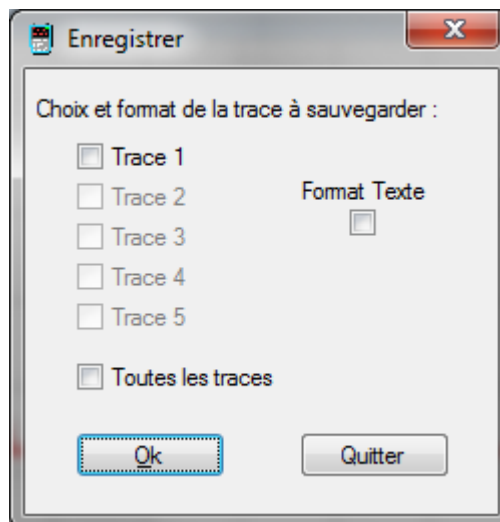 Enregistrer
Choix et format de la trace à sauvegarder :
Trace 1
Trace 2
Format Texte
Trace 3
Trace 4
Trace 5
Toutes les traces
Ok
Quitter